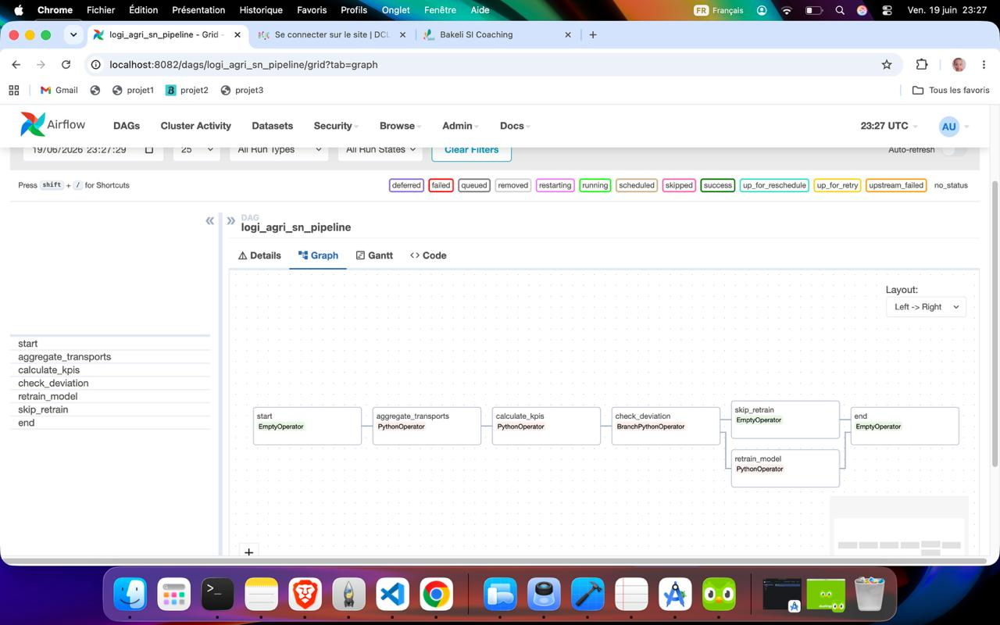 Chrome Fichier Édition Présentation Historique Favoris Profils Onglet Fenêtre Aide FR Français Ven. 19 juin 23:27
logi_agri_sn_pipeline - Grid - Se connecter sur le site | DCL Bakeli SI Coaching
localhost:8082/dags/logi_agri_sn_pipeline/grid?tab=graph
Gmail projet1 B projet2 projet3 Tous les favoris
Airflow DAGs Cluster Activity Datasets Security Browse Admin Docs 23:27 UTC AU
19/06/2026 23:27:29 25 All Run Types All Run States Clear Filters Auto-refresh
Press shift + / for Shortcuts deferred failed queued removed restarting running scheduled skipped success up_for_reschedule up_for_retry upstream_failed no_status
DAG
logi_agri_sn_pipeline
Details Graph Gantt Code
Layout:
Left -> Right
start
aggregate_transports
calculate_kpis
check_deviation
retrain_model
skip_retrain
end
start
EmptyOperator
aggregate_transports
PythonOperator
calculate_kpis
PythonOperator
check_deviation
BranchPythonOperator
skip_retrain
EmptyOperator
retrain_model
PythonOperator
end
EmptyOperator